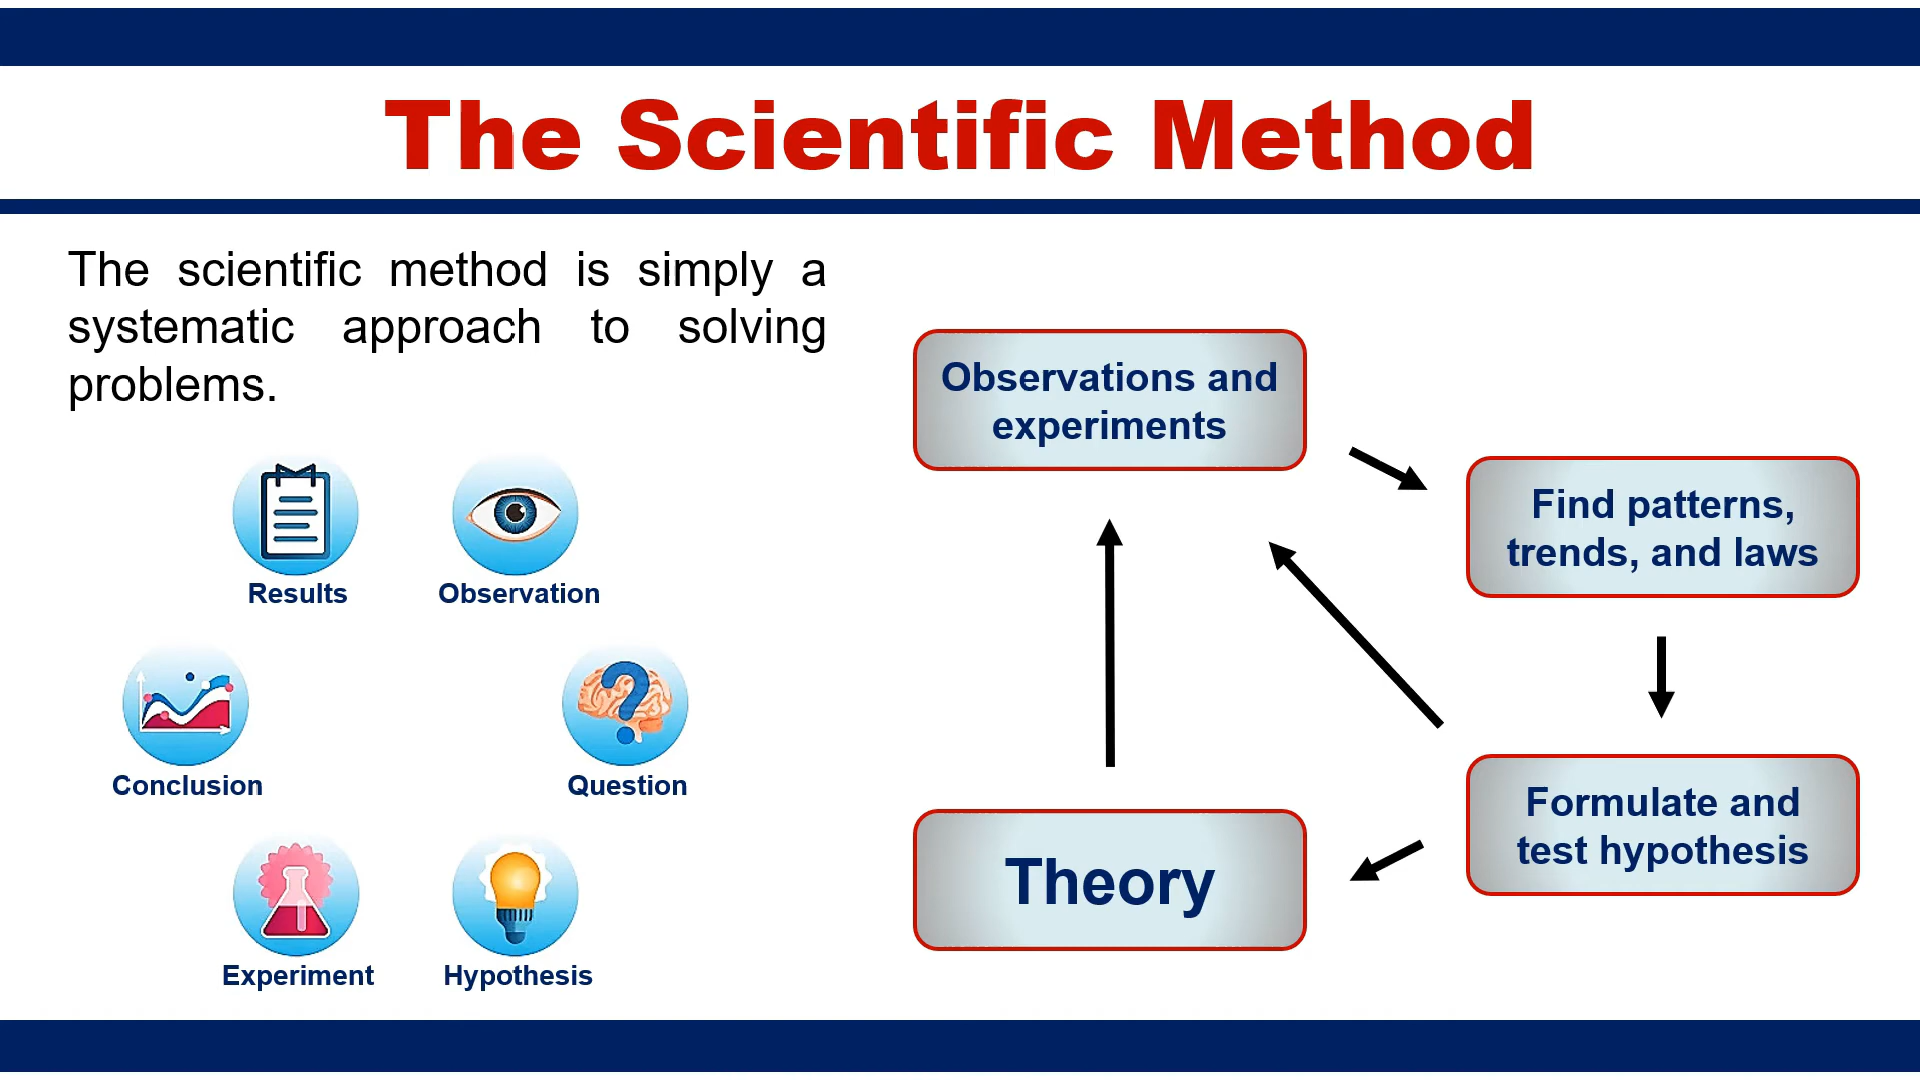 The Scientific Method
The scientific method is simply a
systematic approach to solving
problems.
Results
Observation
Conclusion
Question
Experiment
Hypothesis
Observations and
experiments
Find patterns,
trends, and laws
Formulate and
test hypothesis
Theory